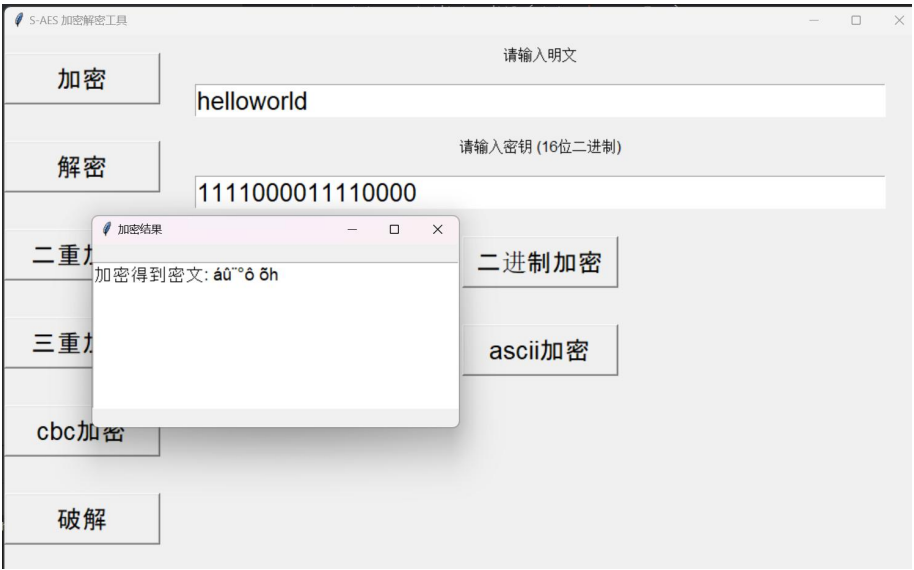 S-AES 加密解密工具
请输入明文
加密
helloworld
解密
请输入密钥 (16位二进制)
1111000011110000
加密结果
二重
二进制加密
加密得到密文: áû¨°ô õh
三重
ascii加密
cbc加密
破解